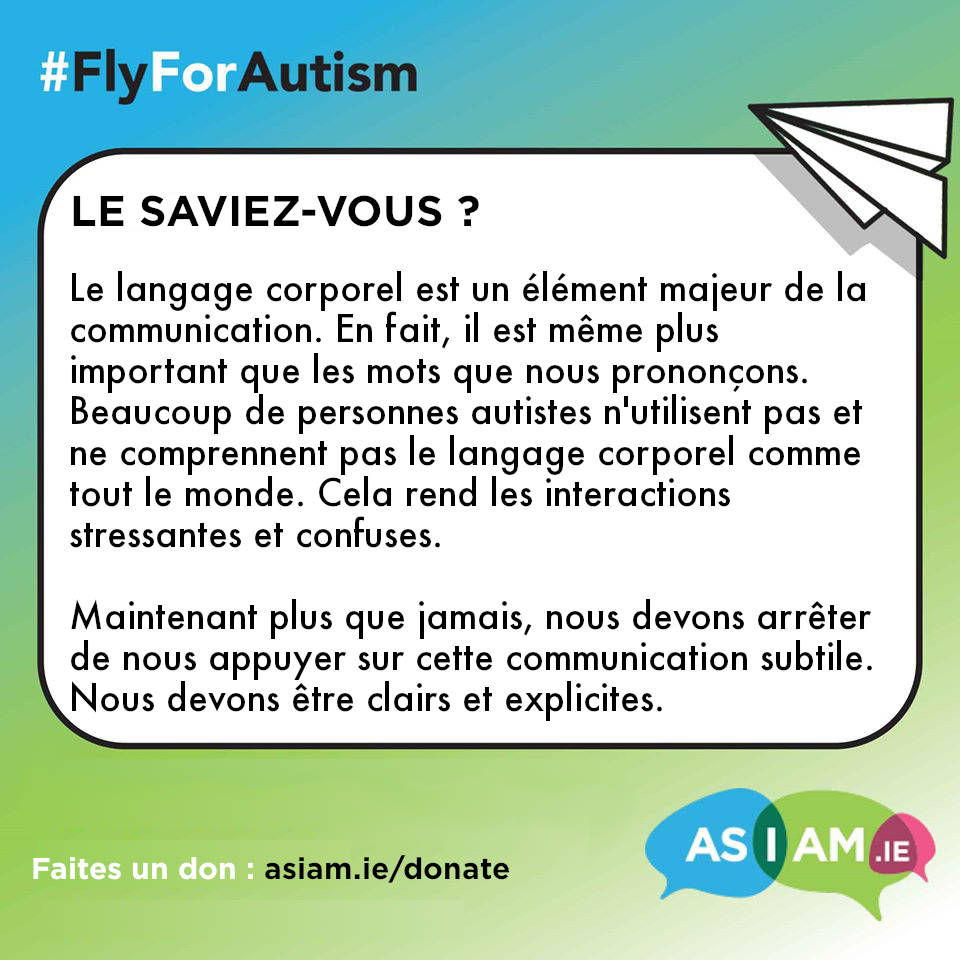 #FlyForAutism
LE SAVIEZ-VOUS ?
Le langage corporel est un élément majeur de la
communication. En fait, il est même plus
important que les mots que nous prononçons.
Beaucoup de personnes autistes n'utilisent pas et
ne comprennent pas le langage corporel comme
tout le monde. Cela rend les interactions
stressantes et confuses.
Maintenant plus que jamais, nous devons arrêter
de nous appuyer sur cette communication subtile.
Nous devons être clairs et explicites.
AS I AM.IE
Faites un don : asiam.ie/donate